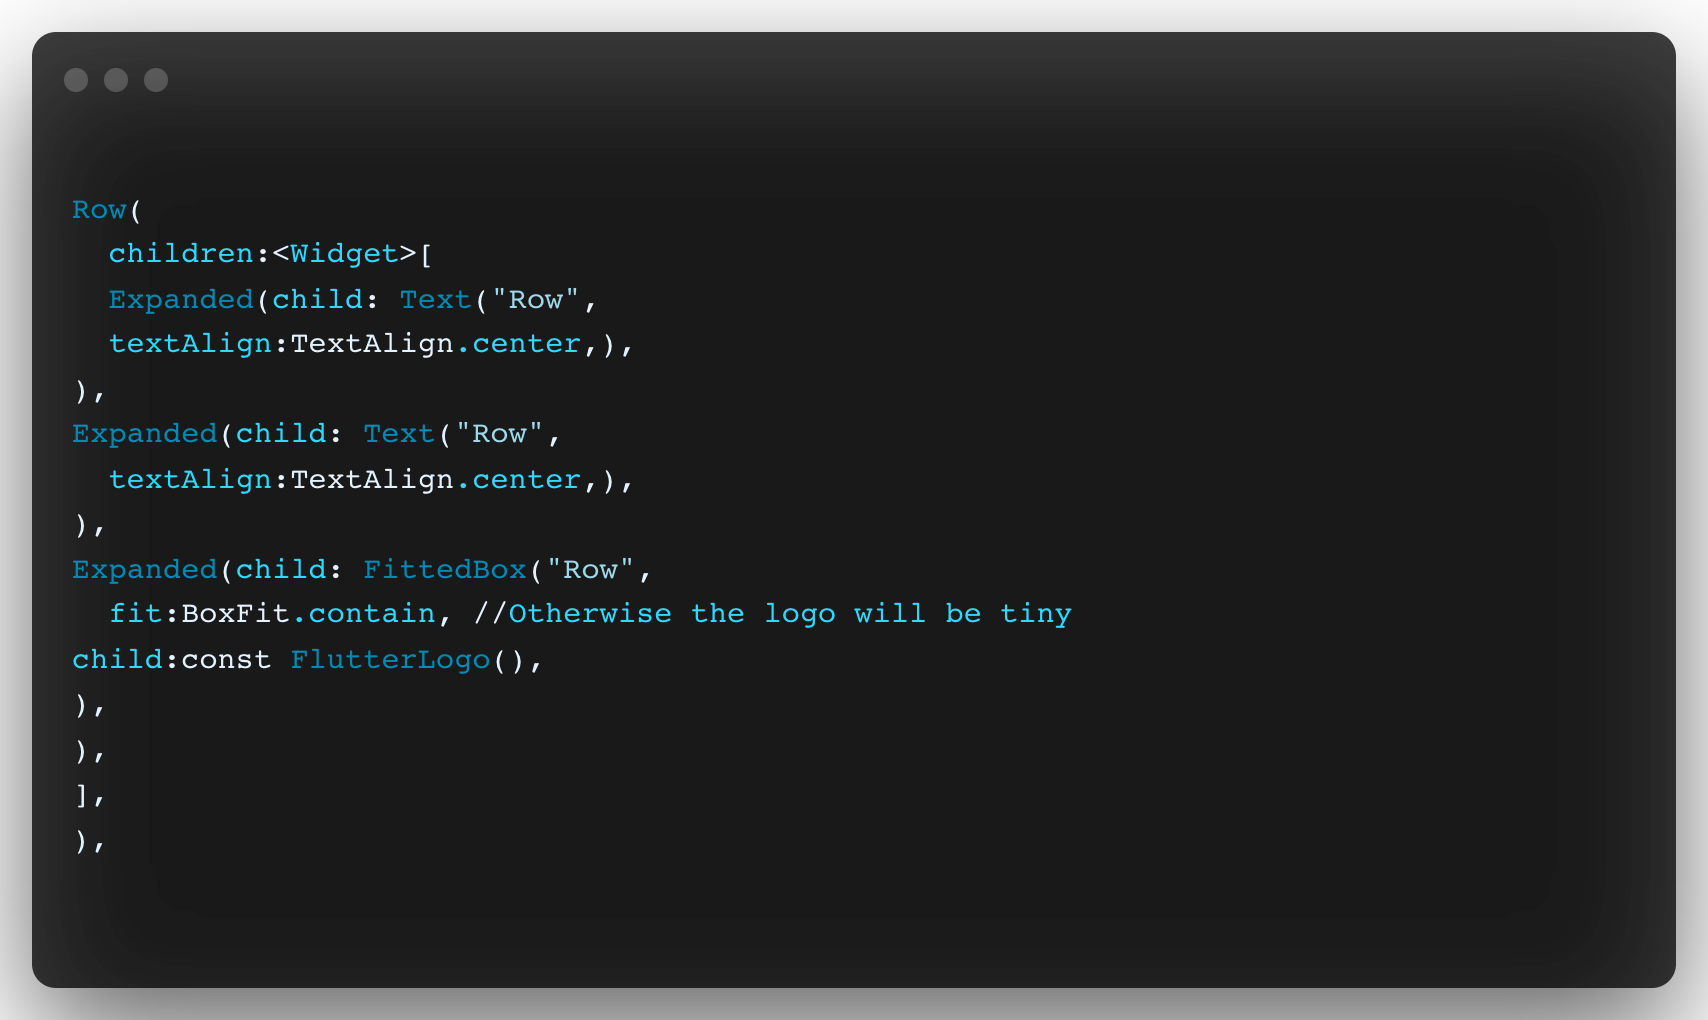 Row(
  children:<Widget>[
  Expanded(child: Text("Row",
  textAlign:TextAlign.center,),
),
Expanded(child: Text("Row",
  textAlign:TextAlign.center,),
),
Expanded(child: FittedBox("Row",
  fit:BoxFit.contain, //Otherwise the logo will be tiny
child:const FlutterLogo(),
),
),
],
),